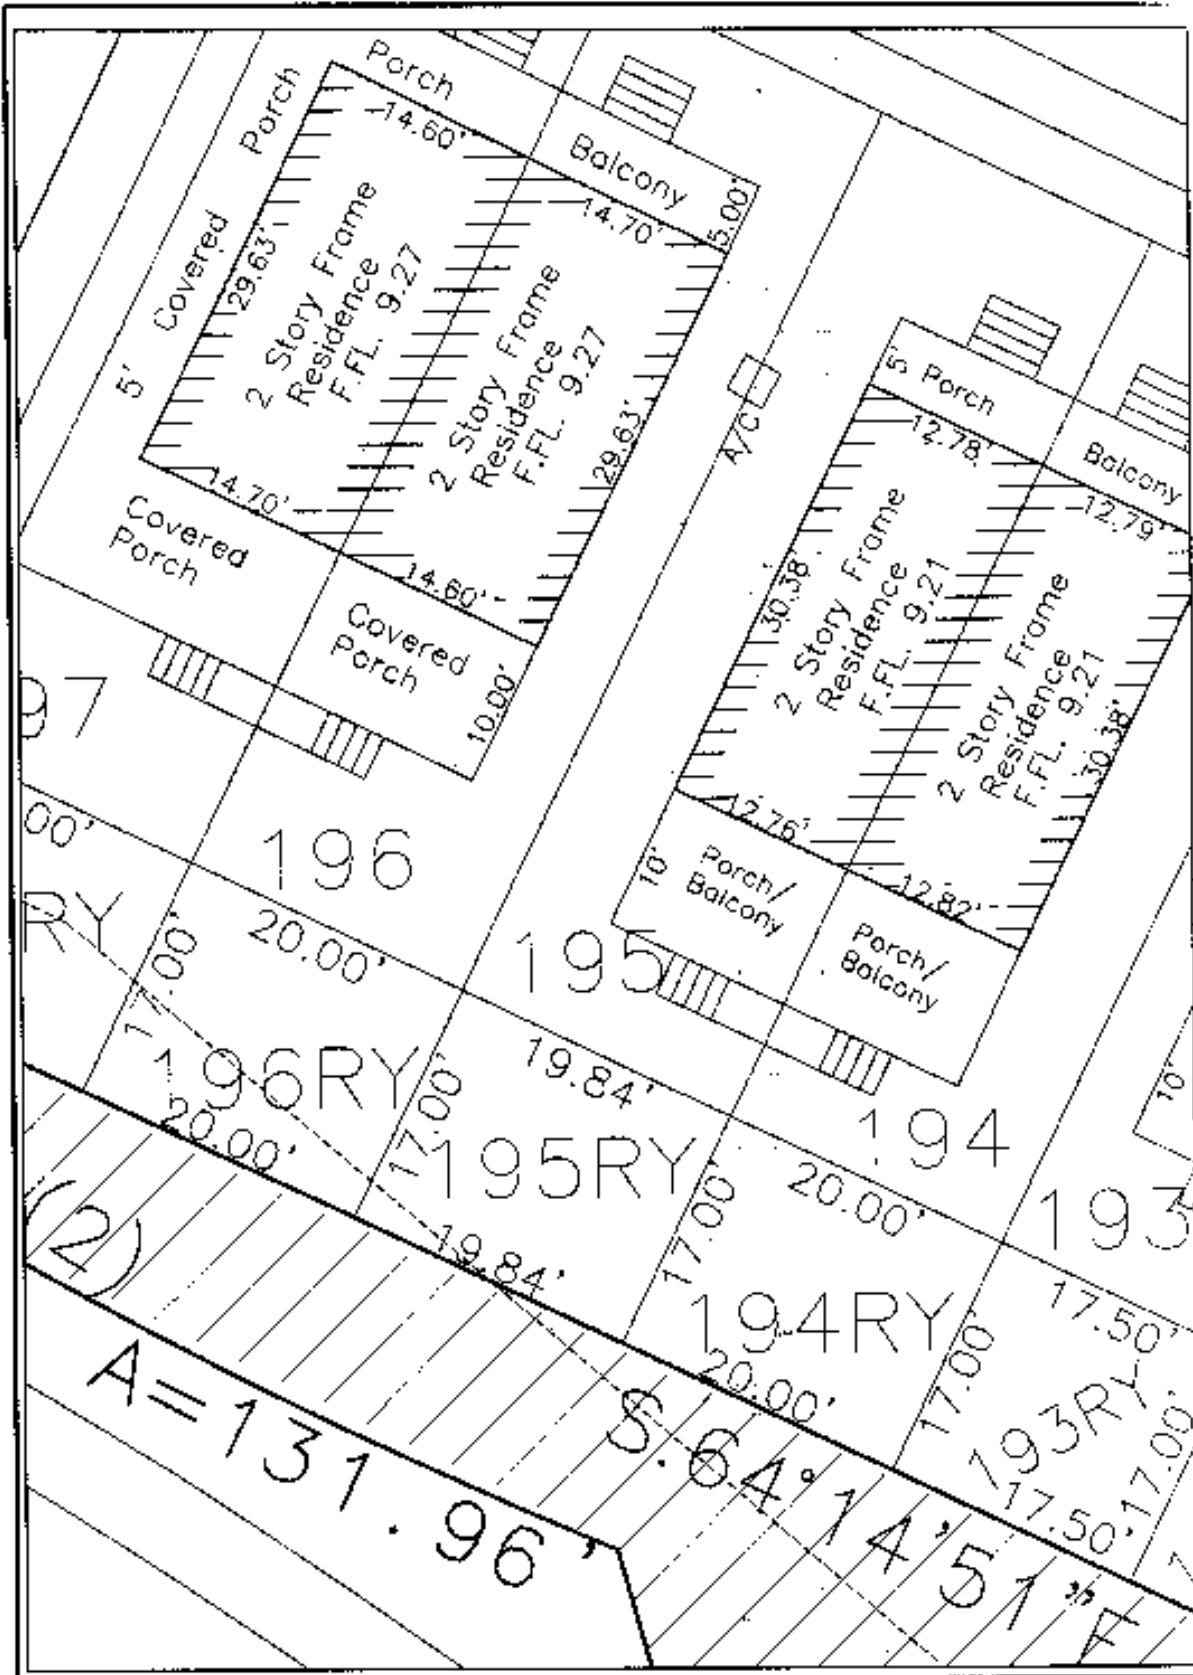 Porch
Porch
14.60'
Balcony
5.00'
14.70'
Covered
5'
29.63'
2 Story Frame
Residence
F.FL. 9.27
2 Story Frame
Residence
F.FL. 9.27
29.63'
A/C
14.70'
14.60'
Covered
Porch
Covered
Porch
10.00'
5'
Porch
12.78'
Balcony
12.79'
30.38'
2 Story Frame
Residence
F.FL. 9.21
2 Story Frame
Residence
F.FL. 9.21
30.38'
12.76'
12.82'
10'
Porch/
Balcony
Porch/
Balcony
10'
97
196
195
194
193
00'
20.00'
19.84'
20.00'
17.50'
RY
17.00'
196RY
17.00'
195RY
17.00'
194RY
17.00'
193RY
17.00'
20.00'
19.84'
20.00'
17.50'
(2)
A=131.96'
S.64°14'51"E